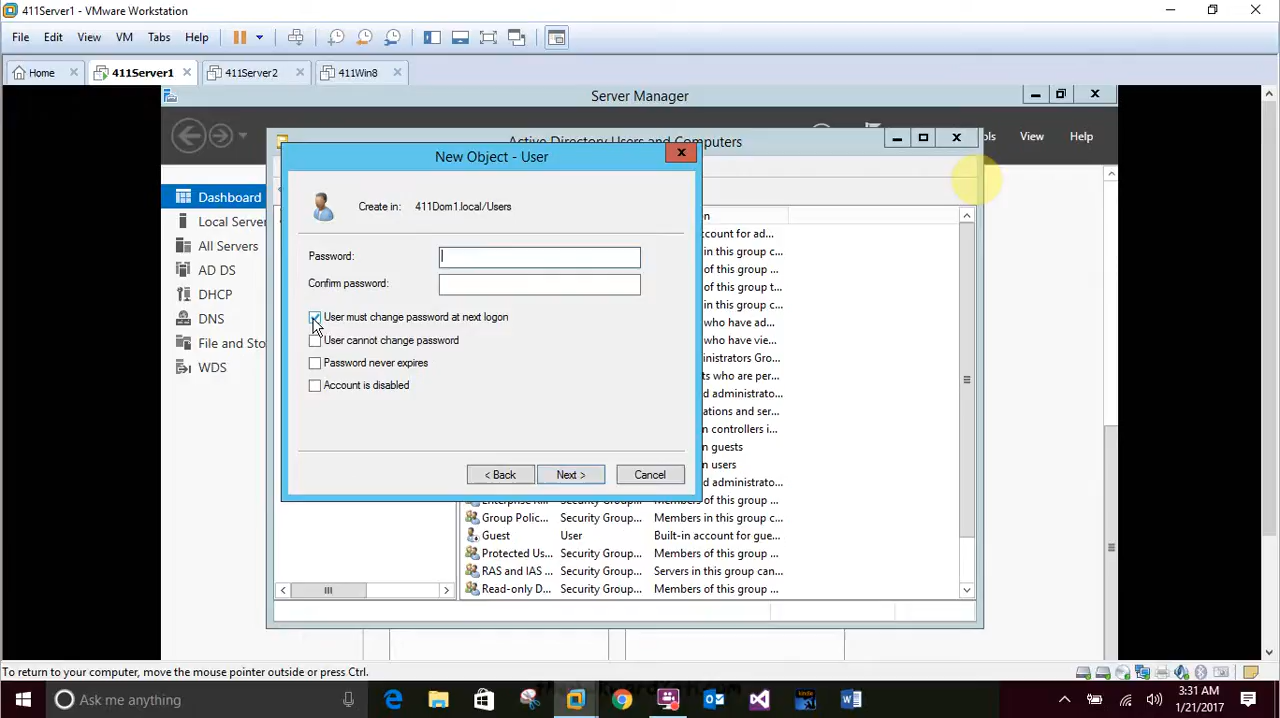 411Server1 - VMware Workstation
File Edit View VM Tabs Help
Home 411Server1 411Server2 411Win8
Server Manager
Active Directory Users and Computers
View Help
New Object - User
Create in: 411Dom1.local/Users
Password:
Confirm password:
User must change password at next logon
User cannot change password
Password never expires
Account is disabled
< Back Next > Cancel
Dashboard
Local Server
All Servers
AD DS
DHCP
DNS
File and Sto
WDS
on
account for ad...
in this group c...
of this group ...
of this group t...
in this group c...
who have ad...
who have vie...
ministrators Gro...
ts who are per...
d administrato...
ations and ser...
n controllers i...
n guests
n users
d administrato...
Security Group... Members of this group ...
Group Polic... Security Group... Members in this group c...
Guest User Built-in account for gue...
Protected Us... Security Group... Members of this group ...
RAS and IAS ... Security Group... Servers in this group can...
Read-only D... Security Group... Members of this group ...
To return to your computer, move the mouse pointer outside or press Ctrl.
Ask me anything
3:31 AM
1/21/2017